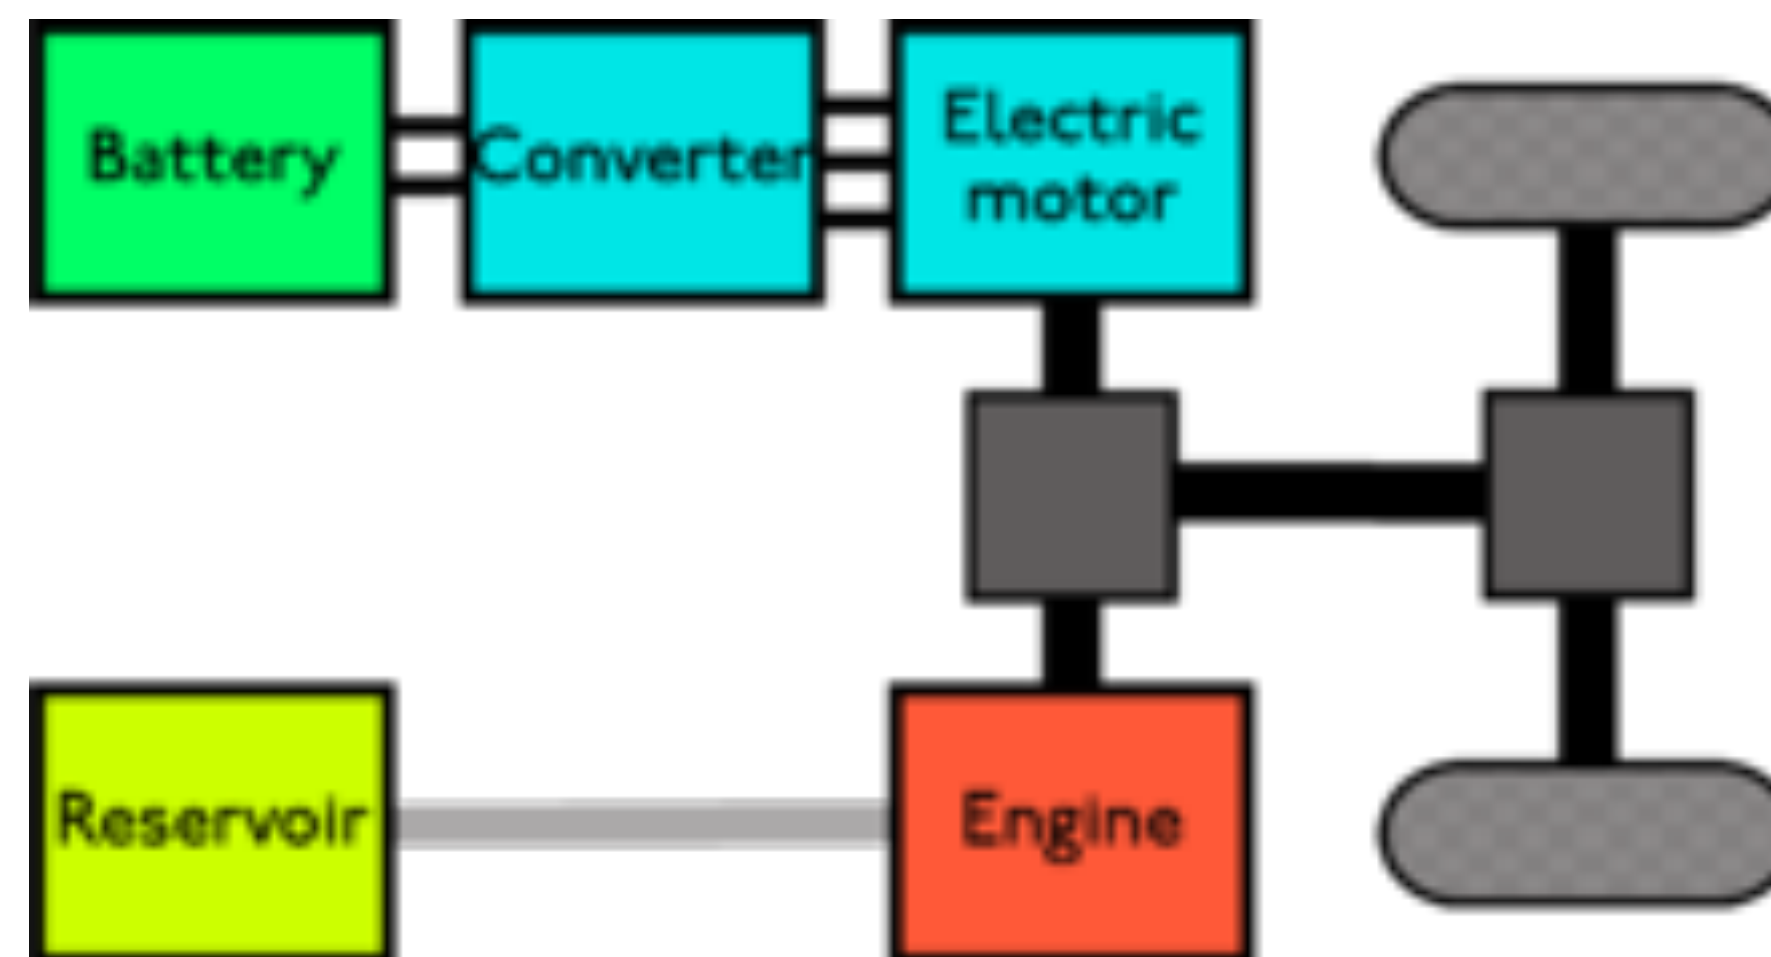 Battery
Converter
Electric
motor
Reservoir
Engine